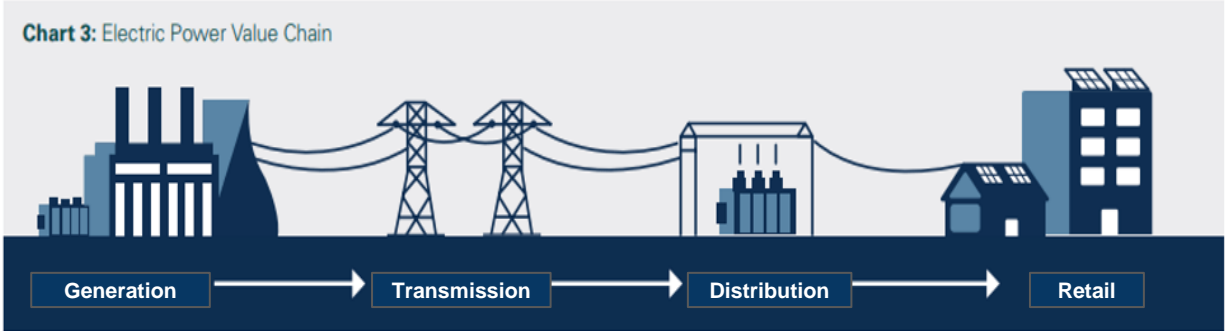 Chart 3: Electric Power Value Chain
Generation
Transmission
Distribution
Retail